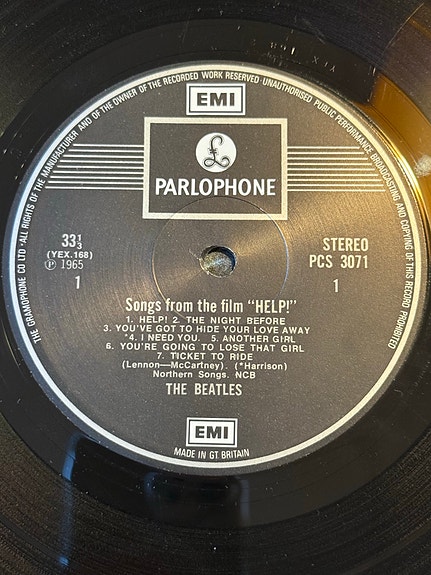 THE GRAMOPHONE CO LTD · ALL RIGHTS OF THE MANUFACTURER AND OF THE OWNER OF THE RECORDED WORK RESERVED · UNAUTHORISED PUBLIC PERFORMANCE BROADCASTING AND COPYING OF THIS RECORD PROHIBITED
EMI
£
PARLOPHONE
33⅓
(YEX.168)
Ⓟ 1965
1
STEREO
PCS 3071
1
Songs from the film "HELP!"
1. HELP! 2. THE NIGHT BEFORE
3. YOU'VE GOT TO HIDE YOUR LOVE AWAY
*4. I NEED YOU. 5. ANOTHER GIRL
6. YOU'RE GOING TO LOSE THAT GIRL
7. TICKET TO RIDE
(Lennon—McCartney). (*Harrison)
Northern Songs. NCB
THE BEATLES
EMI
MADE IN GT. BRITAIN